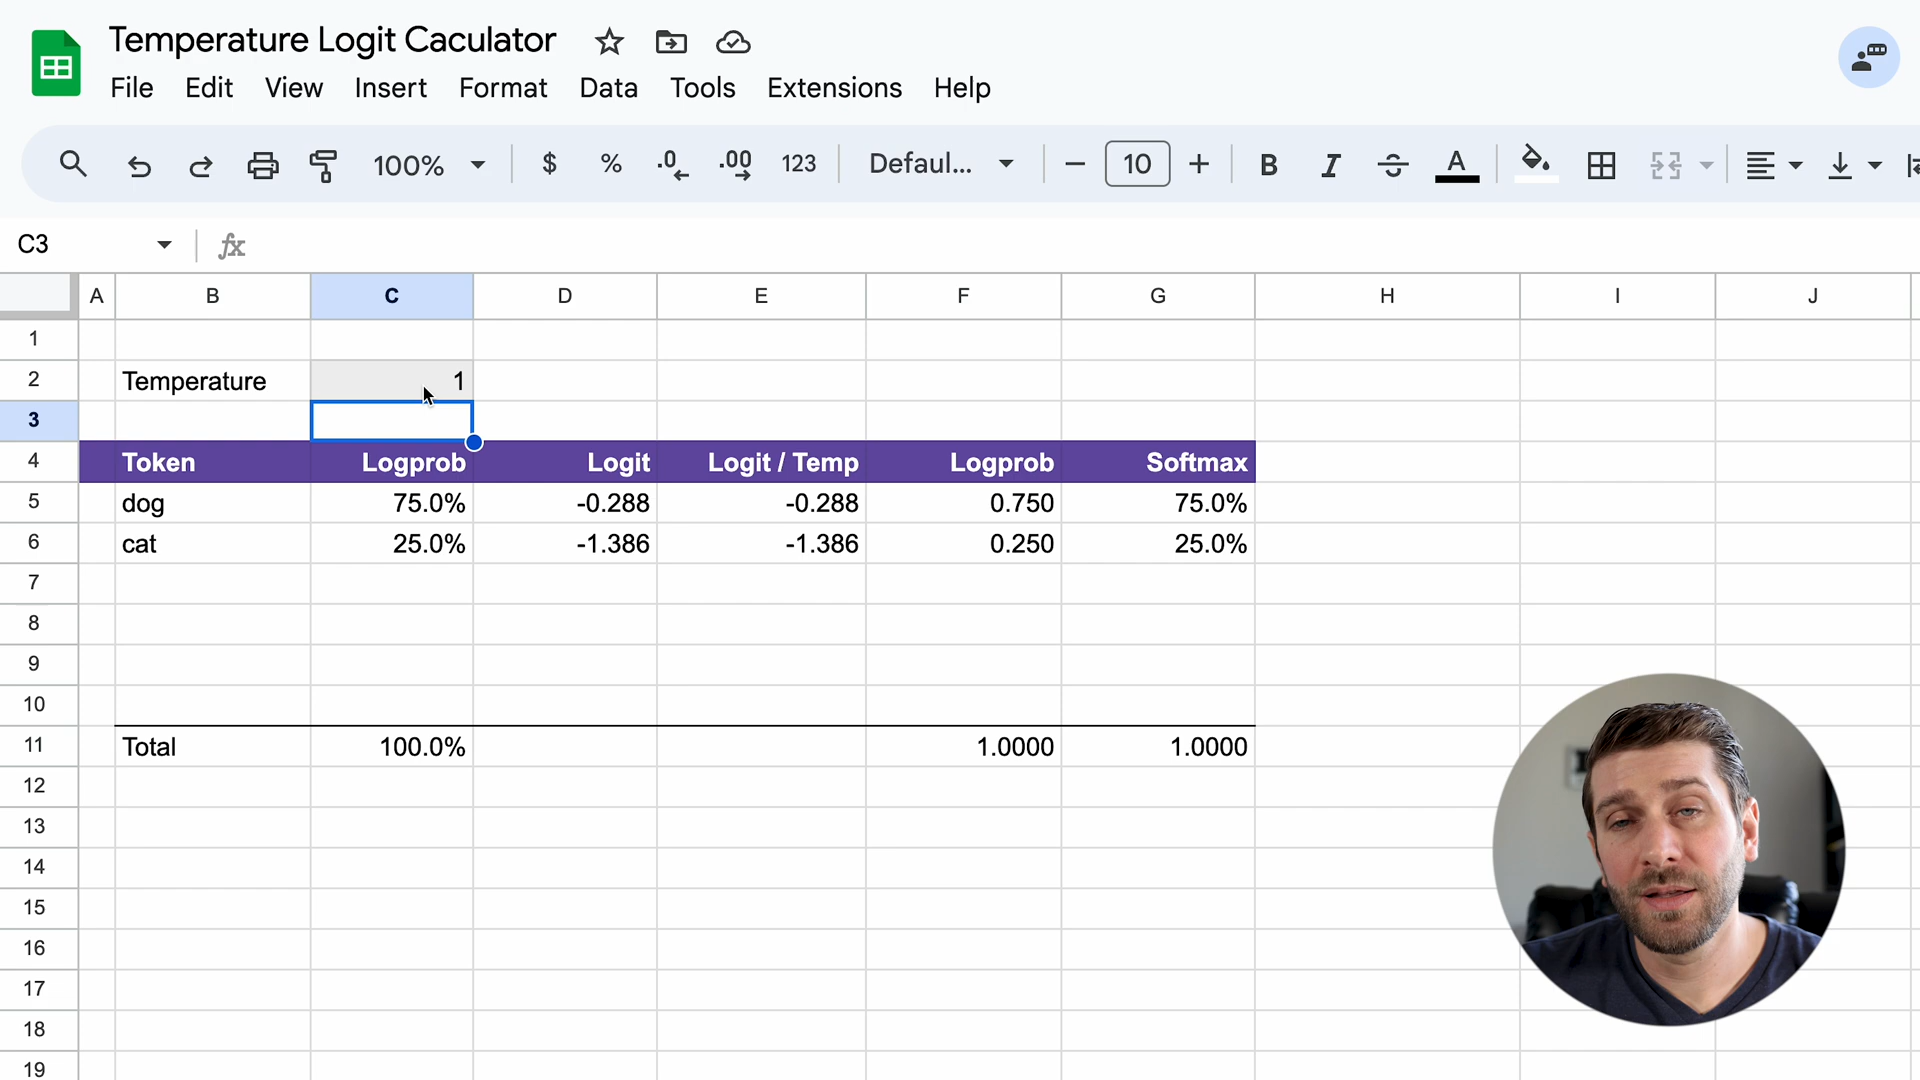 Temperature Logit Caculator
File Edit View Insert Format Data Tools Extensions Help
100% $ % .0 .00 123 Defaul... 10 B I A
C3 fx
A B C D E F G H I J
1
2 Temperature 1
3
4 Token Logprob Logit Logit / Temp Logprob Softmax
5 dog 75.0% -0.288 -0.288 0.750 75.0%
6 cat 25.0% -1.386 -1.386 0.250 25.0%
7
8
9
10
11 Total 100.0% 1.0000 1.0000
12
13
14
15
16
17
18
19